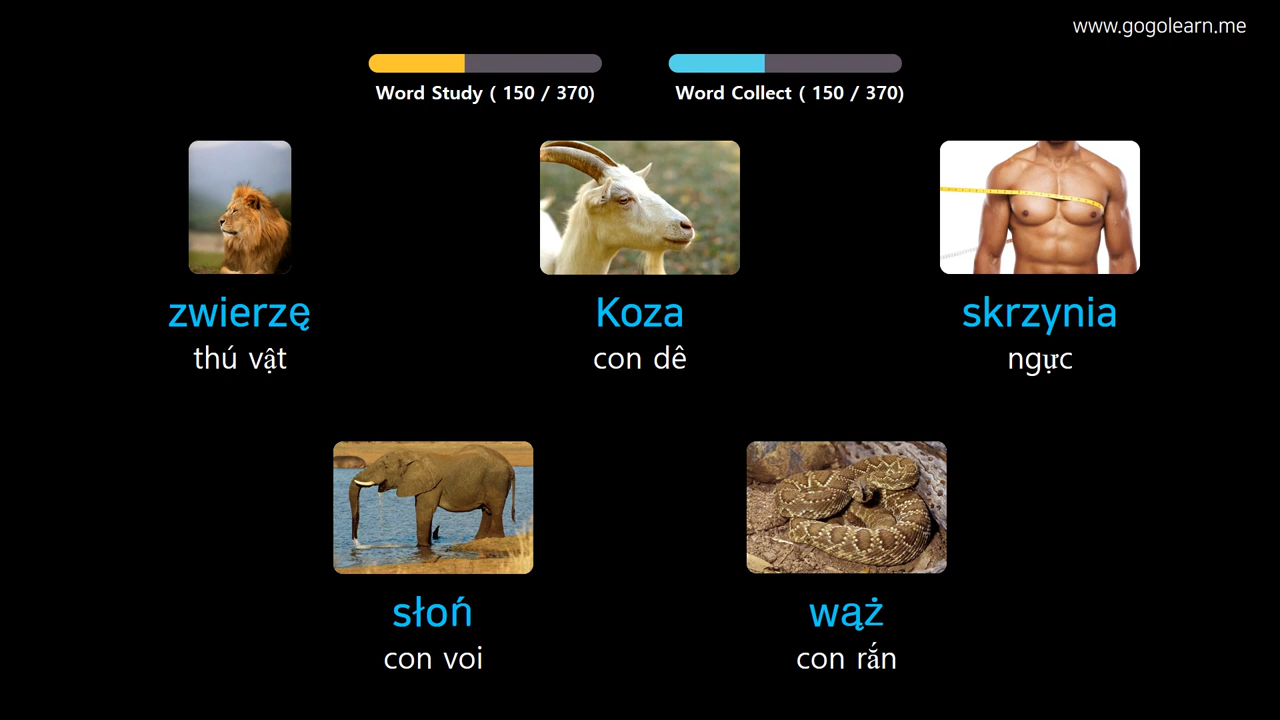 www.gogolearn.me
Word Study ( 150 / 370)
Word Collect ( 150 / 370)
zwierzę
thú vật
Koza
con dê
skrzynia
ngực
słoń
con voi
wąż
con rắn